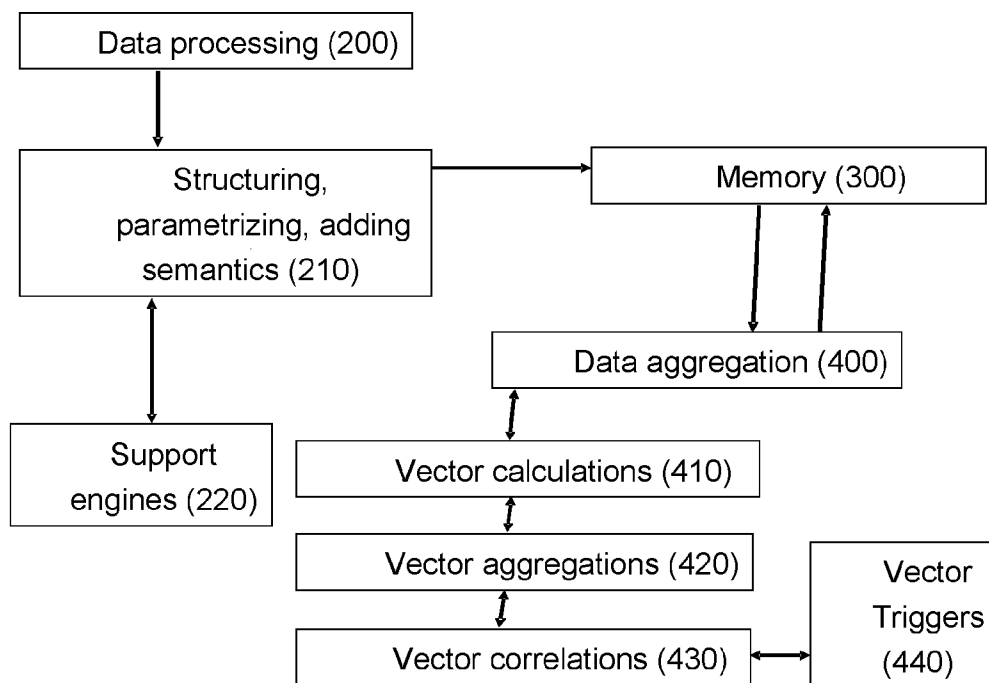 Data processing (200)
Structuring,
parametrizing, adding
semantics (210)
Memory (300)
Data aggregation (400)
Support
engines (220)
Vector calculations (410)
Vector aggregations (420)
Vector correlations (430)
Vector
Triggers
(440)